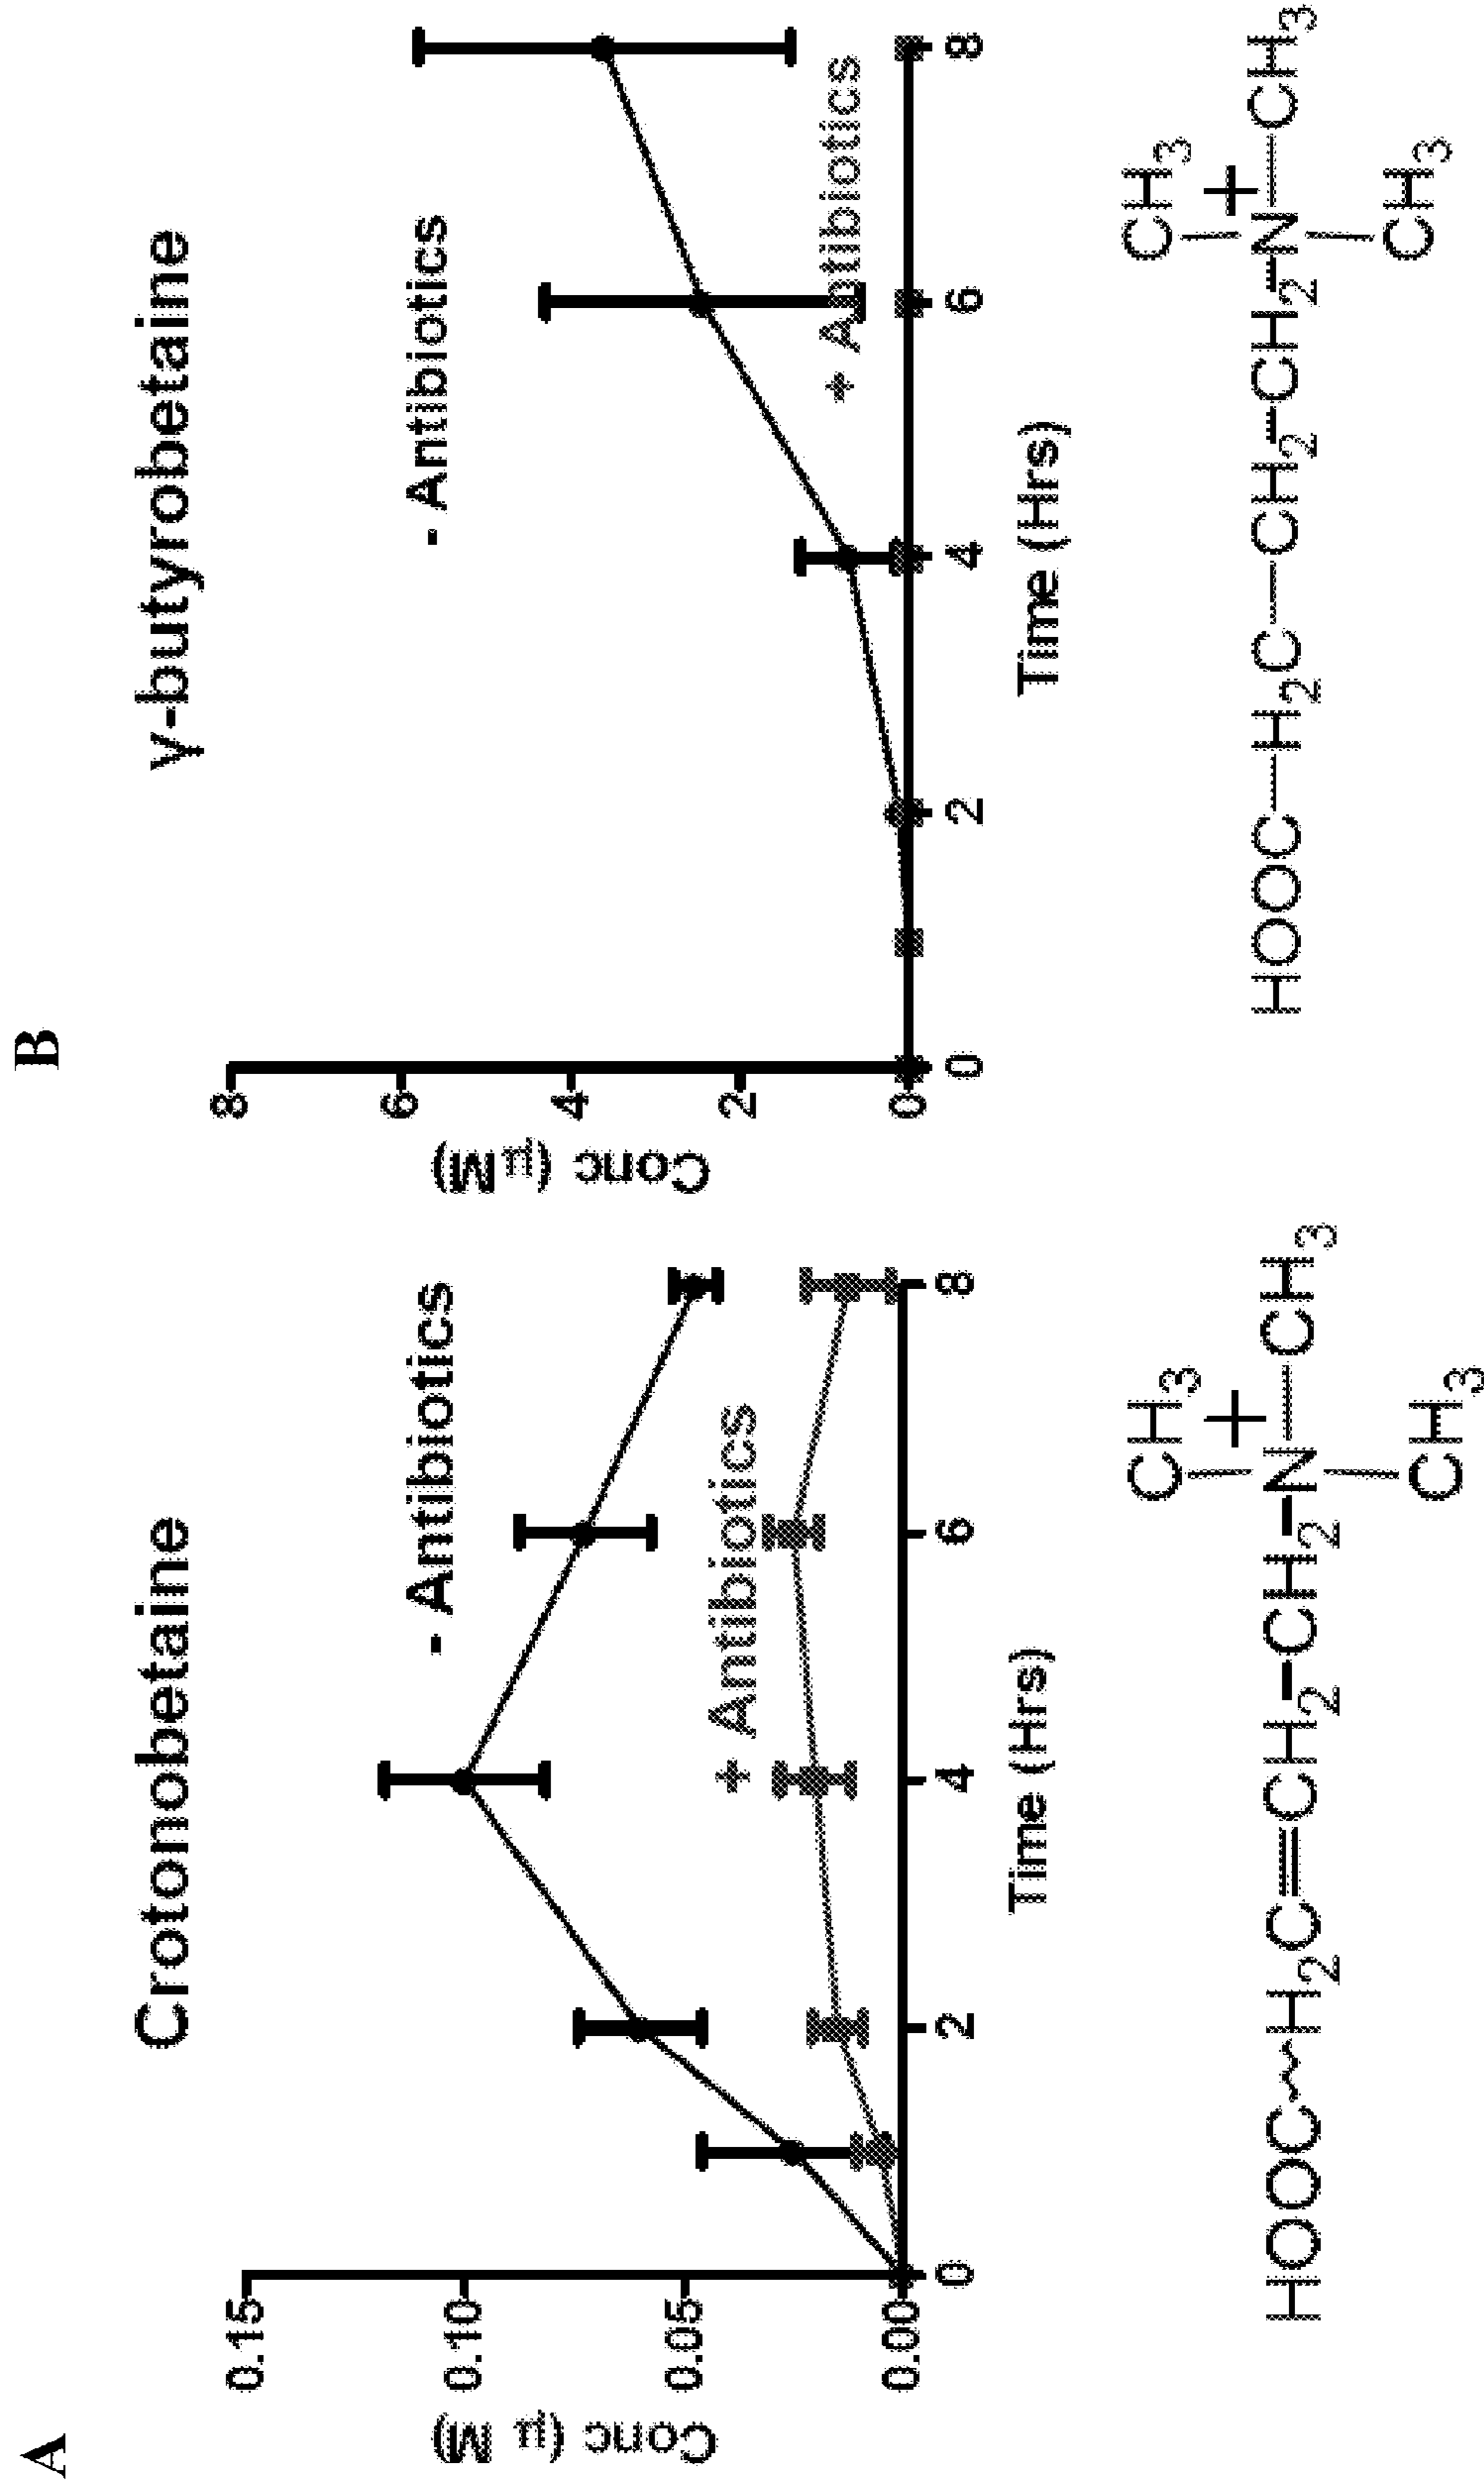 A
Crotonobetaine
Conc (μ M)
0.15
0.10
0.05
0.00
- Antibiotics
+ Antibiotics
0 2 4 6 8
Time (Hrs)
CH3
HOOC~H2C=CH2-CH2-N+-CH3
CH3
B
γ-butyrobetaine
Conc (μM)
8
6
4
2
0
- Antibiotics
+ Antibiotics
0 2 4 6 8
Time (Hrs)
CH3
HOOC-H2C-CH2-CH2-N+-CH3
CH3